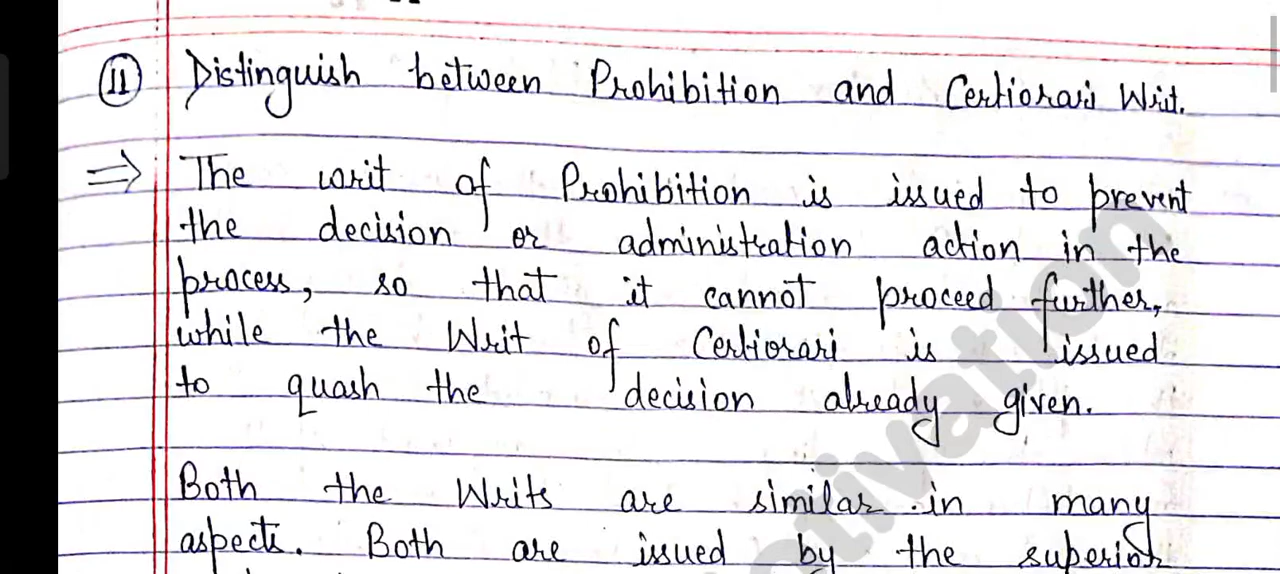 11 Distinguish between Prohibition and Certiorari Writ.
⇒ The writ of Prohibition is issued to prevent
the decision or administration action in the
process, so that it cannot proceed further,
while the Writ of Certiorari is issued
to quash the decision already given.
Both the Writs are similar in many
aspects. Both are issued by the superior